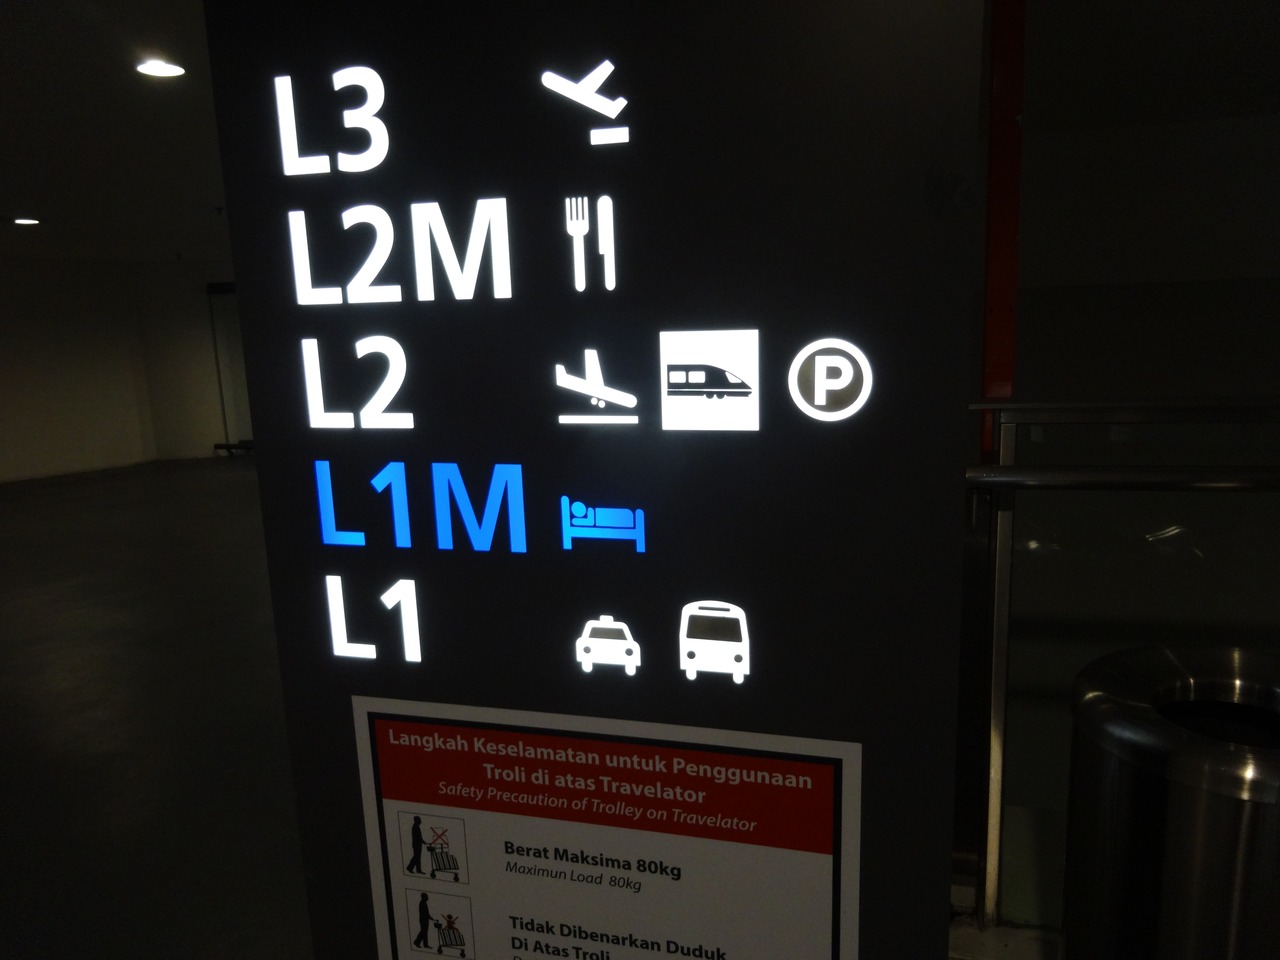 L3
L2M
L2
P
L1M
L1
Langkah Keselamatan untuk Penggunaan
Troli di atas Travelator
Safety Precaution of Trolley on Travelator
Berat Maksima 80kg
Maximun Load 80kg
Tidak Dibenarkan Duduk
Di Atas Troli